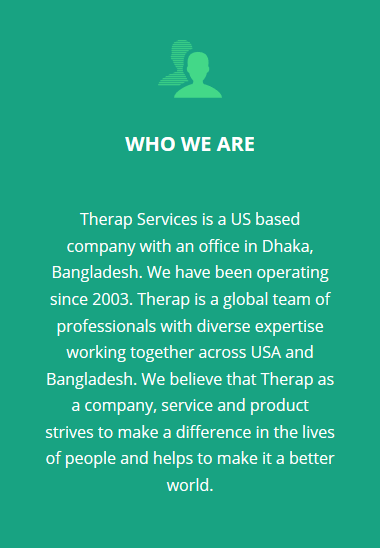 WHO WE ARE
Therap Services is a US based
company with an office in Dhaka,
Bangladesh. We have been operating
since 2003. Therap is a global team of
professionals with diverse expertise
working together across USA and
Bangladesh. We believe that Therap as
a company, service and product
strives to make a difference in the lives
of people and helps to make it a better
world.